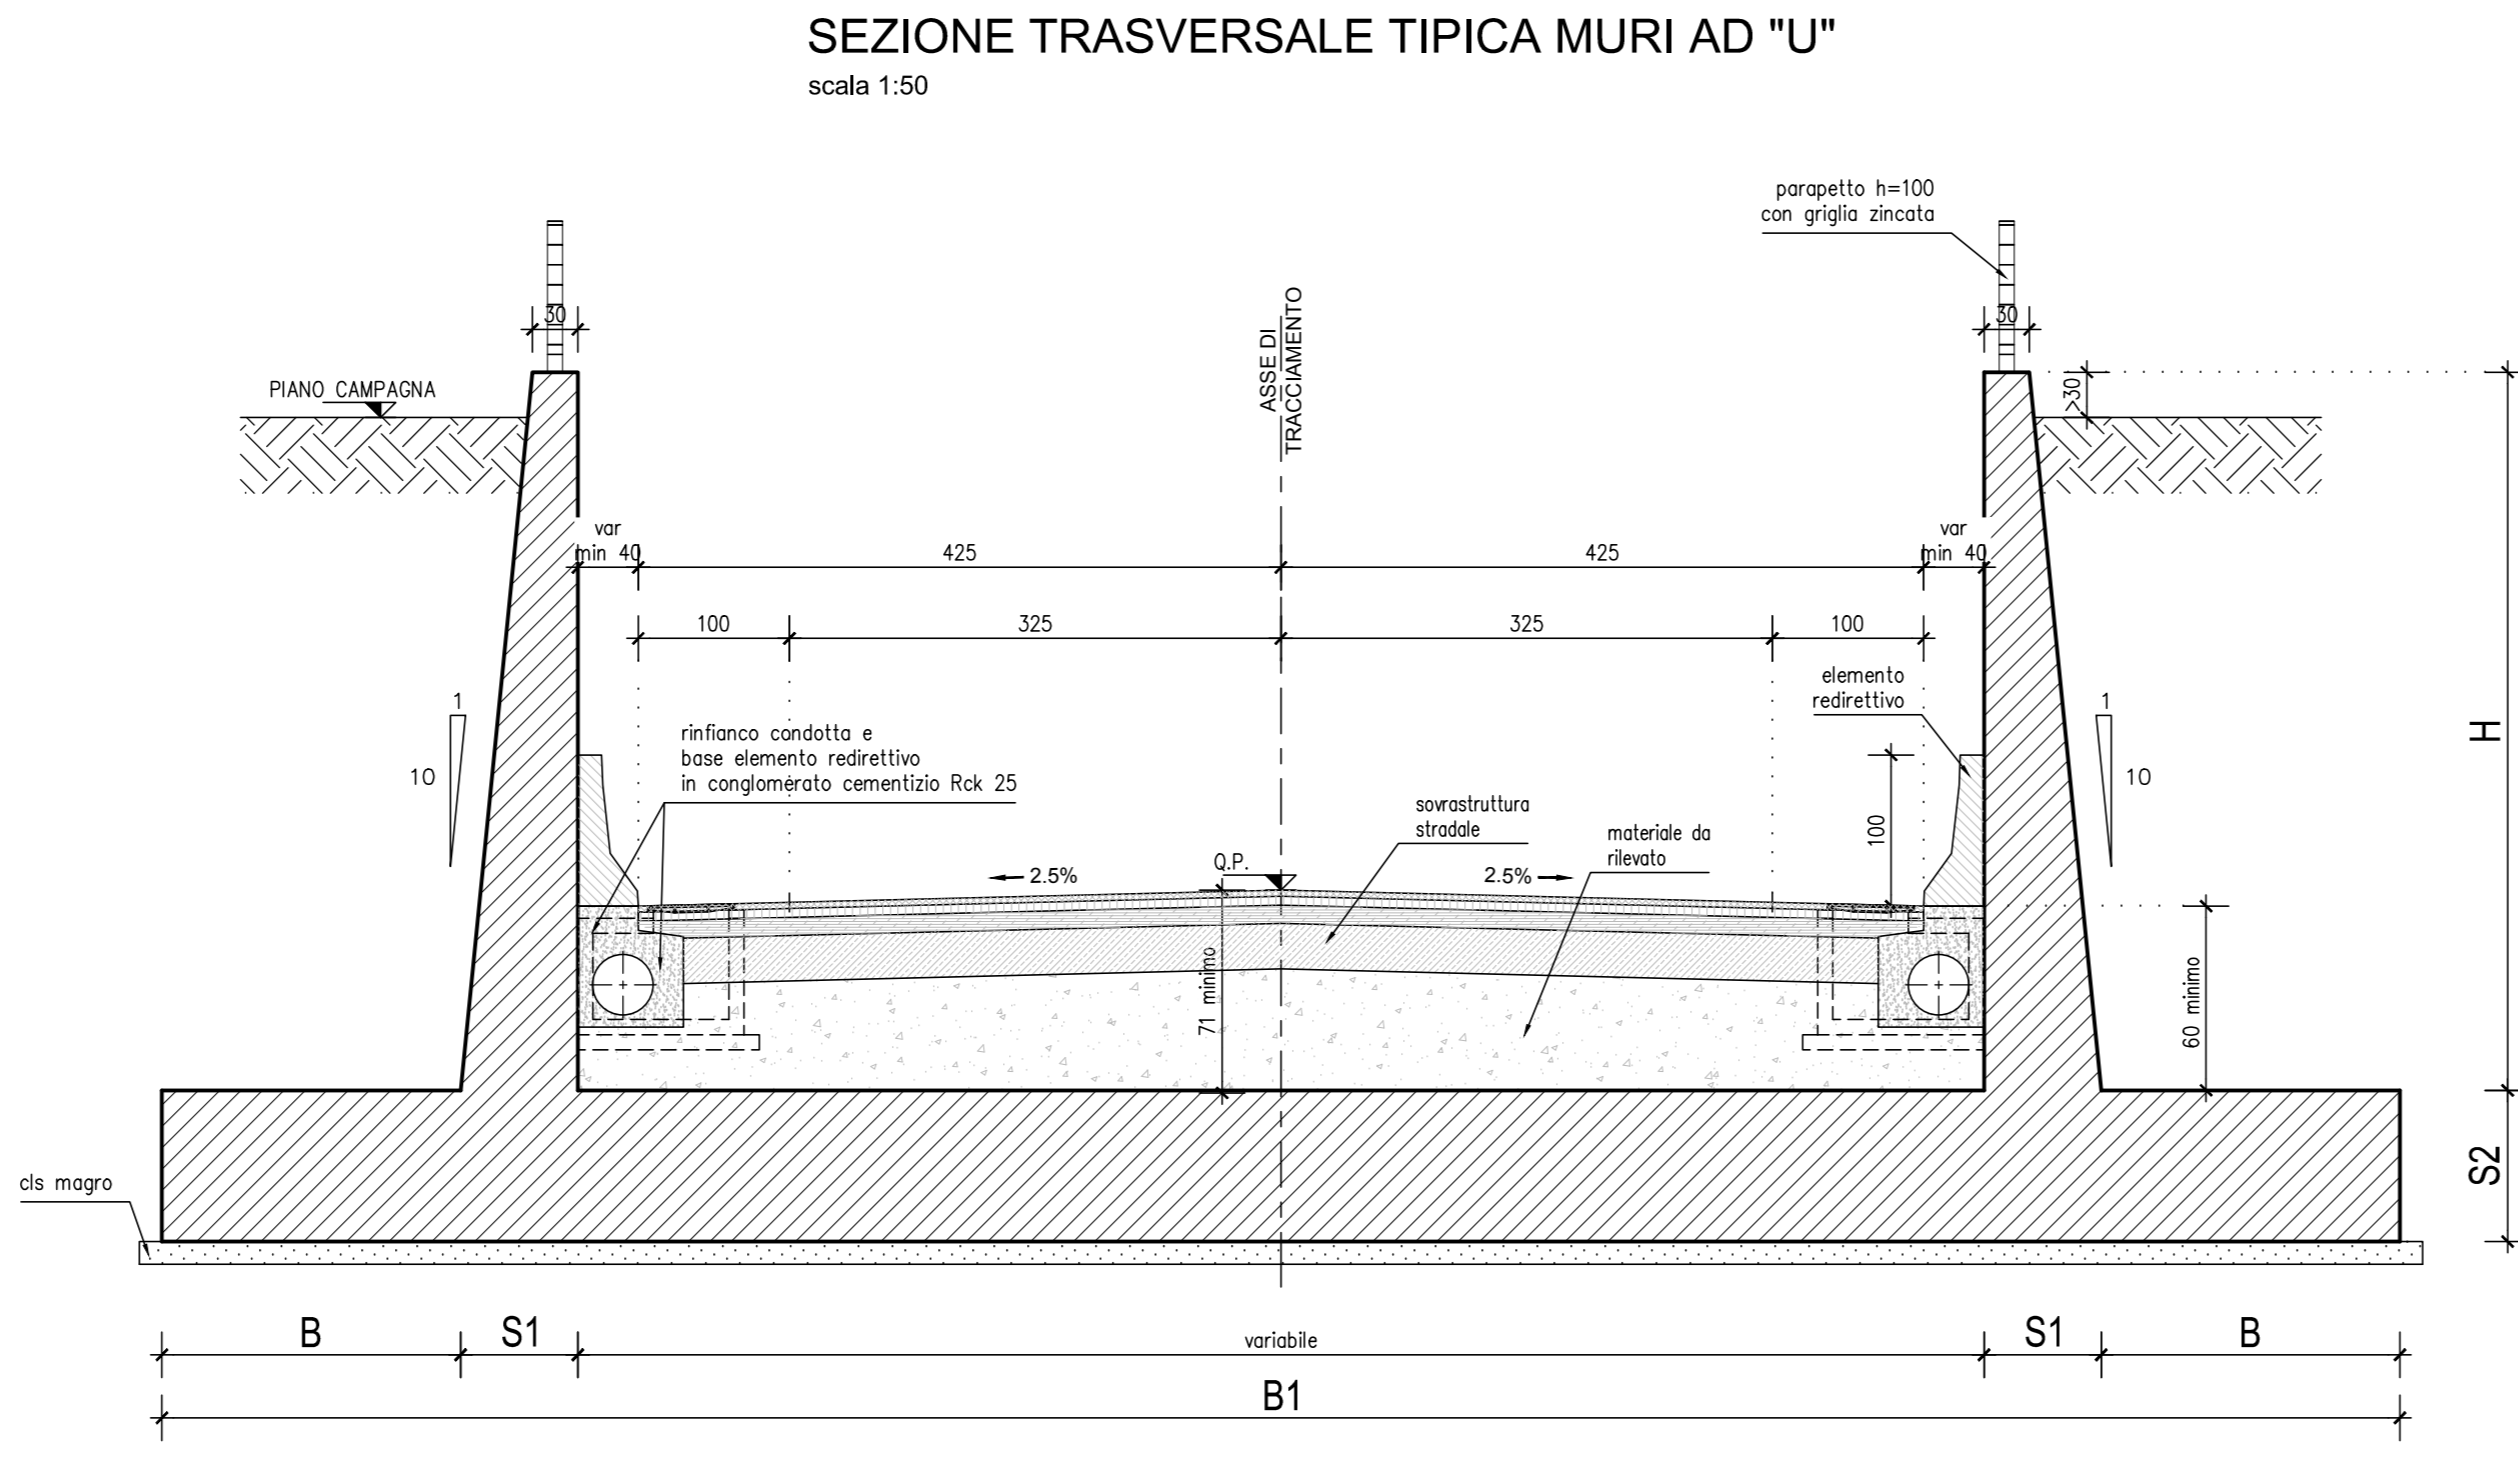 SEZIONE TRASVERSALE TIPICA MURI AD "U"
scala 1:50
parapetto h=100
con griglia zincata
30
30
ASSE DI
TRACCIAMENTO
PIANO CAMPAGNA
>30
var
min 40
425
425
var
min 40
100
325
325
100
elemento
redirettivo
1
10
1
10
H
rinfianco condotta e
base elemento redirettivo
in conglomerato cementizio Rck 25
sovrastruttura
stradale
materiale da
rilevato
100
Q.P.
2.5%
2.5%
71 minimo
60 minimo
S2
cls magro
B
S1
variabile
S1
B
B1